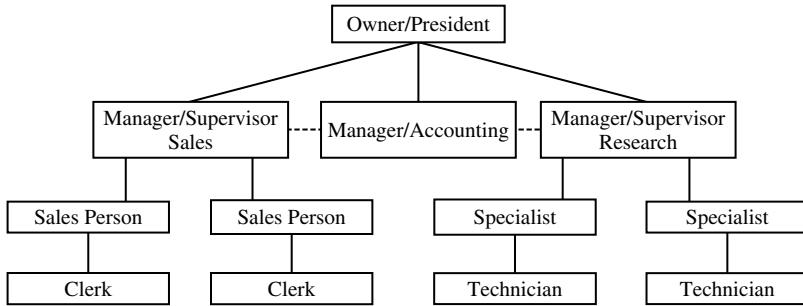 Owner/President
Manager/Supervisor
Sales
Manager/Accounting
Manager/Supervisor
Research
Sales Person
Sales Person
Specialist
Specialist
Clerk
Clerk
Technician
Technician